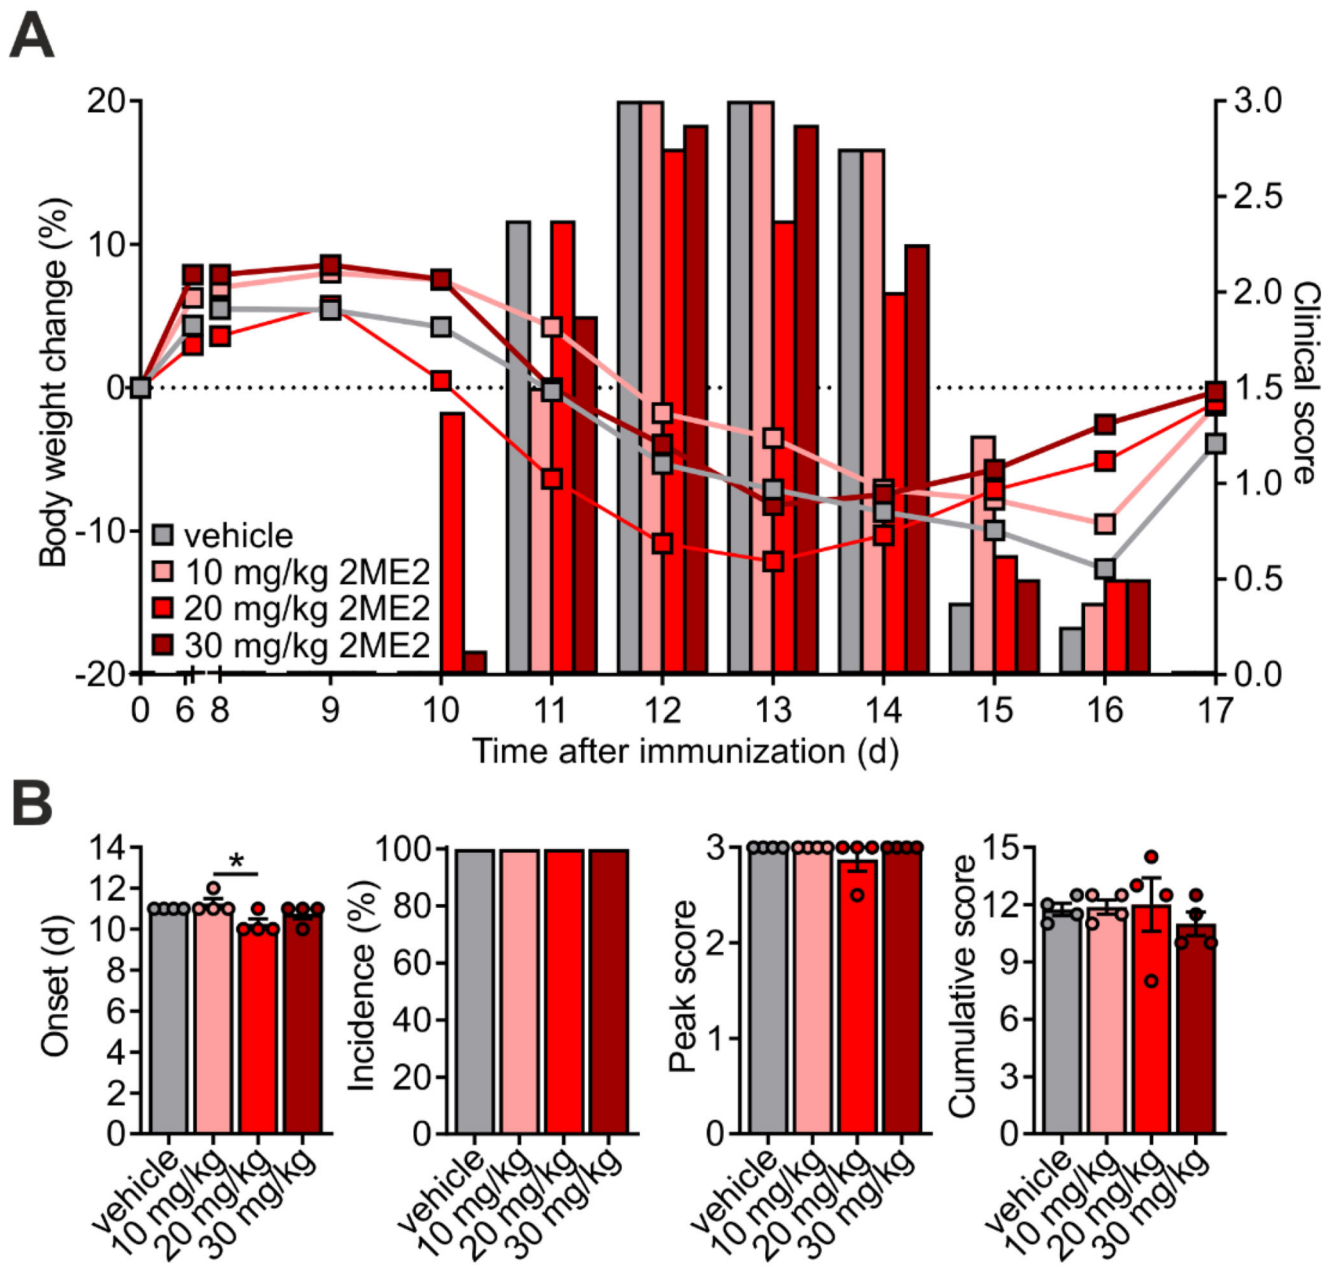 A
20
10
0
-10
-20
Body weight change (%)
3.0
2.5
2.0
1.5
1.0
0.5
0.0
Clinical score
vehicle
10 mg/kg 2ME2
20 mg/kg 2ME2
30 mg/kg 2ME2
0 6 8 9 10 11 12 13 14 15 16 17
Time after immunization (d)
B
14
12
10
8
6
4
2
0
Onset (d)
*
vehicle
10 mg/kg
20 mg/kg
30 mg/kg
100
80
60
40
20
0
Incidence (%)
vehicle
10 mg/kg
20 mg/kg
30 mg/kg
3
2
1
0
Peak score
vehicle
10 mg/kg
20 mg/kg
30 mg/kg
15
12
9
6
3
0
Cumulative score
vehicle
10 mg/kg
20 mg/kg
30 mg/kg